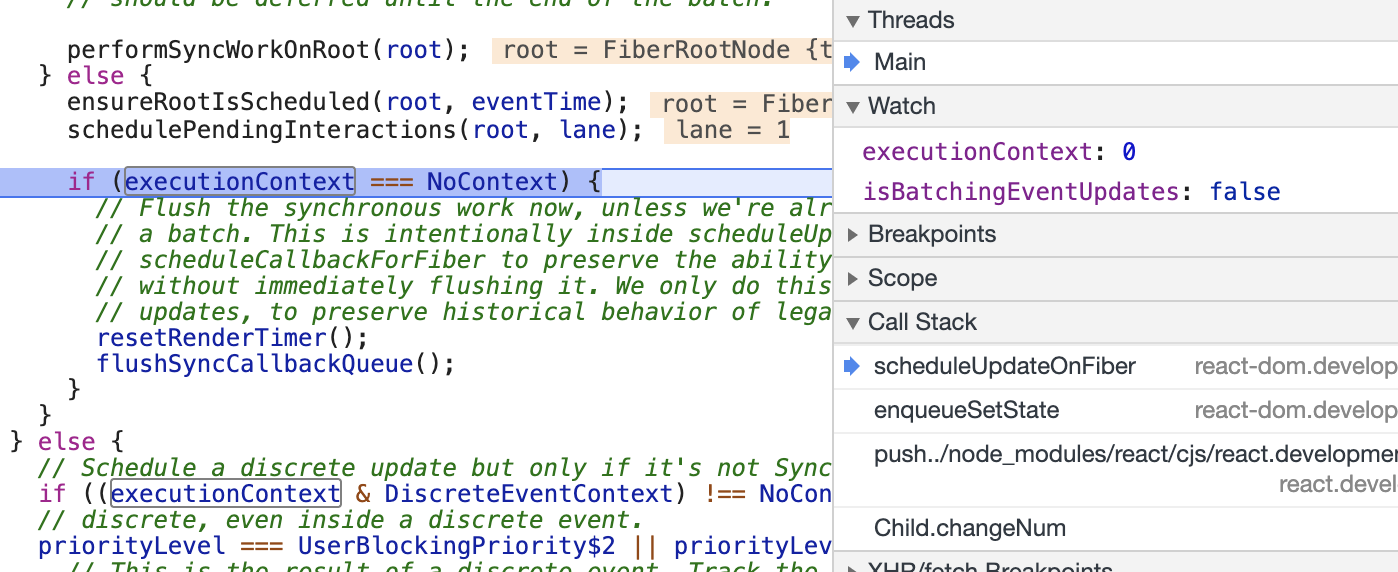 // should be deferred until the end of the batch.
performSyncWorkOnRoot(root); root = FiberRootNode {t
} else {
ensureRootIsScheduled(root, eventTime); root = Fiber
schedulePendingInteractions(root, lane); lane = 1
if (executionContext === NoContext) {
// Flush the synchronous work now, unless we're alr
// a batch. This is intentionally inside scheduleUp
// scheduleCallbackForFiber to preserve the ability
// without immediately flushing it. We only do this
// updates, to preserve historical behavior of lega
resetRenderTimer();
flushSyncCallbackQueue();
}
}
} else {
// Schedule a discrete update but only if it's not Sync
if ((executionContext & DiscreteEventContext) !== NoCon
// discrete, even inside a discrete event.
priorityLevel === UserBlockingPriority$2 || priorityLev
// This is the result of a discrete event. Track the
Threads
Main
Watch
executionContext: 0
isBatchingEventUpdates: false
Breakpoints
Scope
Call Stack
scheduleUpdateOnFiber react-dom.develop
enqueueSetState react-dom.develop
push../node_modules/react/cjs/react.developme
react.devel
Child.changeNum
XHR/fetch Breakpoints